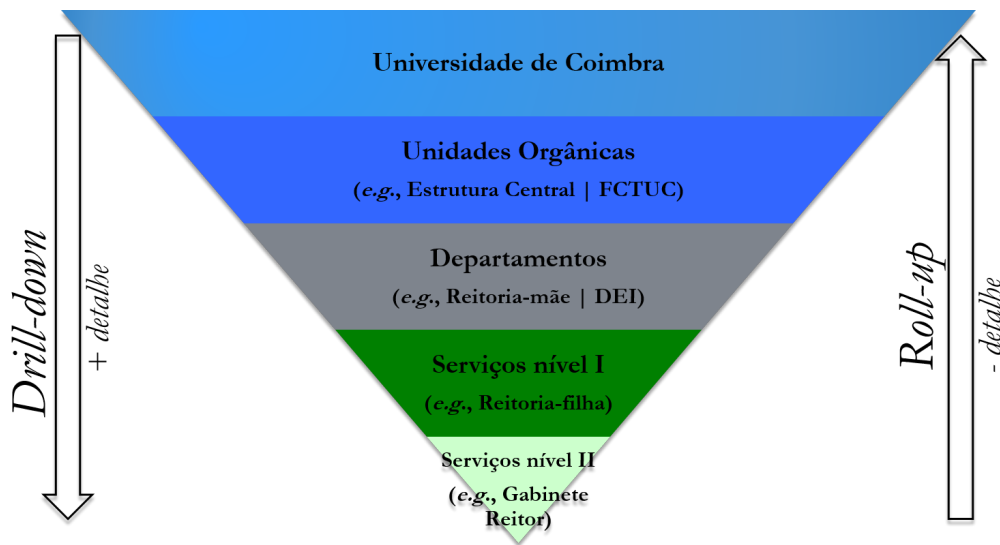 Universidade de Coimbra
Unidades Orgânicas
(e.g., Estrutura Central | FCTUC)
Departamentos
(e.g., Reitoria-mãe | DEI)
Serviços nível I
(e.g., Reitoria-filha)
Serviços nível II
(e.g., Gabinete
Reitor)
Drill-down
+ detalhe
Roll-up
- detalhe